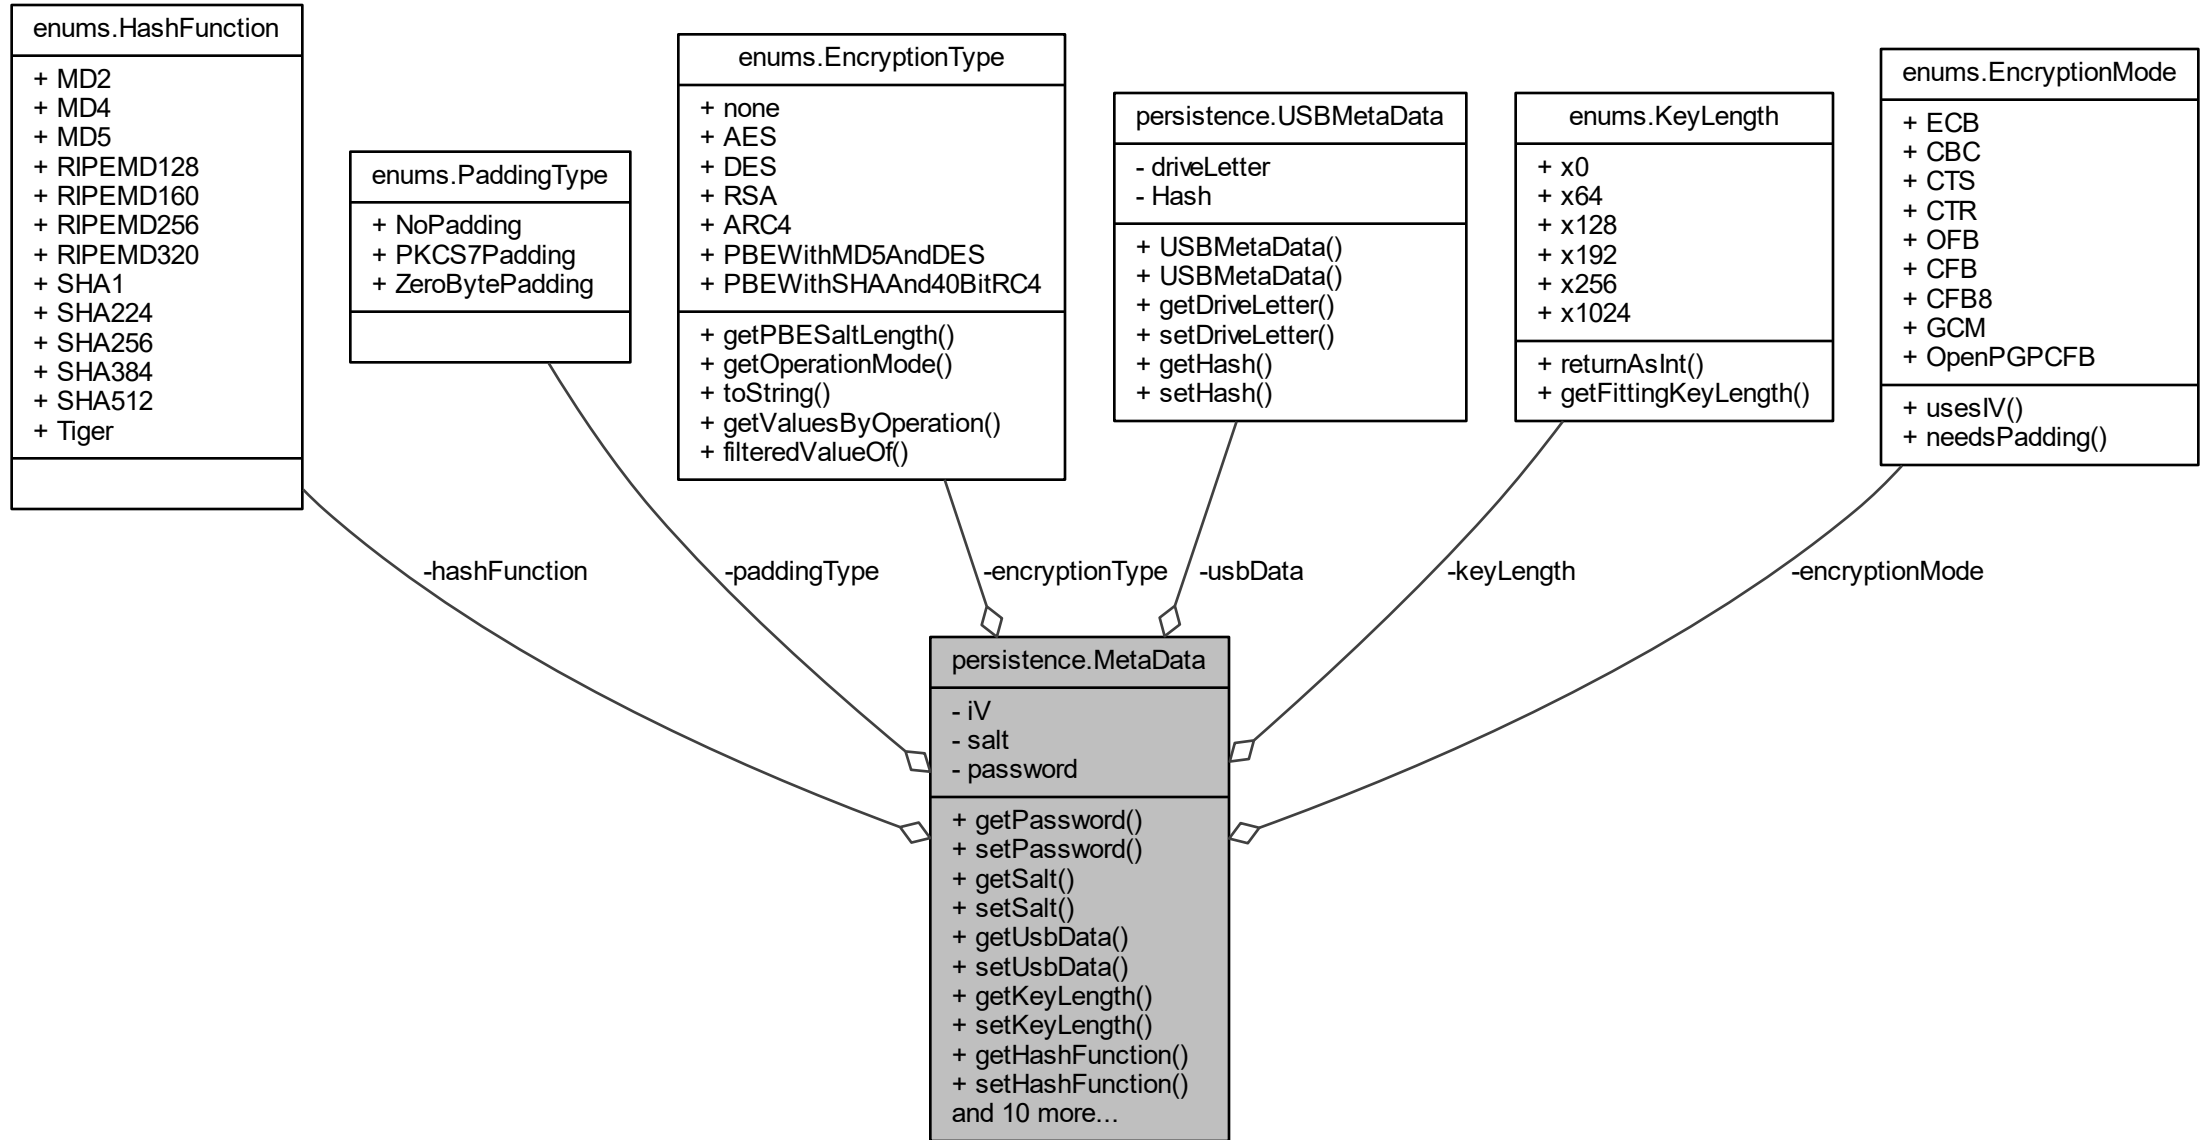 enums.HashFunction
+ MD2
+ MD4
+ MD5
+ RIPEMD128
+ RIPEMD160
+ RIPEMD256
+ RIPEMD320
+ SHA1
+ SHA224
+ SHA256
+ SHA384
+ SHA512
+ Tiger
enums.PaddingType
+ NoPadding
+ PKCS7Padding
+ ZeroBytePadding
enums.EncryptionType
+ none
+ AES
+ DES
+ RSA
+ ARC4
+ PBEWithMD5AndDES
+ PBEWithSHAAnd40BitRC4
+ getPBESaltLength()
+ getOperationMode()
+ toString()
+ getValuesByOperation()
+ filteredValueOf()
persistence.USBMetaData
- driveLetter
- Hash
+ USBMetaData()
+ USBMetaData()
+ getDriveLetter()
+ setDriveLetter()
+ getHash()
+ setHash()
enums.KeyLength
+ x0
+ x64
+ x128
+ x192
+ x256
+ x1024
+ returnAsInt()
+ getFittingKeyLength()
enums.EncryptionMode
+ ECB
+ CBC
+ CTS
+ CTR
+ OFB
+ CFB
+ CFB8
+ GCM
+ OpenPGPCFB
+ usesIV()
+ needsPadding()
-hashFunction
-paddingType
-encryptionType
-usbData
-keyLength
-encryptionMode
persistence.MetaData
- iV
- salt
- password
+ getPassword()
+ setPassword()
+ getSalt()
+ setSalt()
+ getUsbData()
+ setUsbData()
+ getKeyLength()
+ setKeyLength()
+ getHashFunction()
+ setHashFunction()
and 10 more...